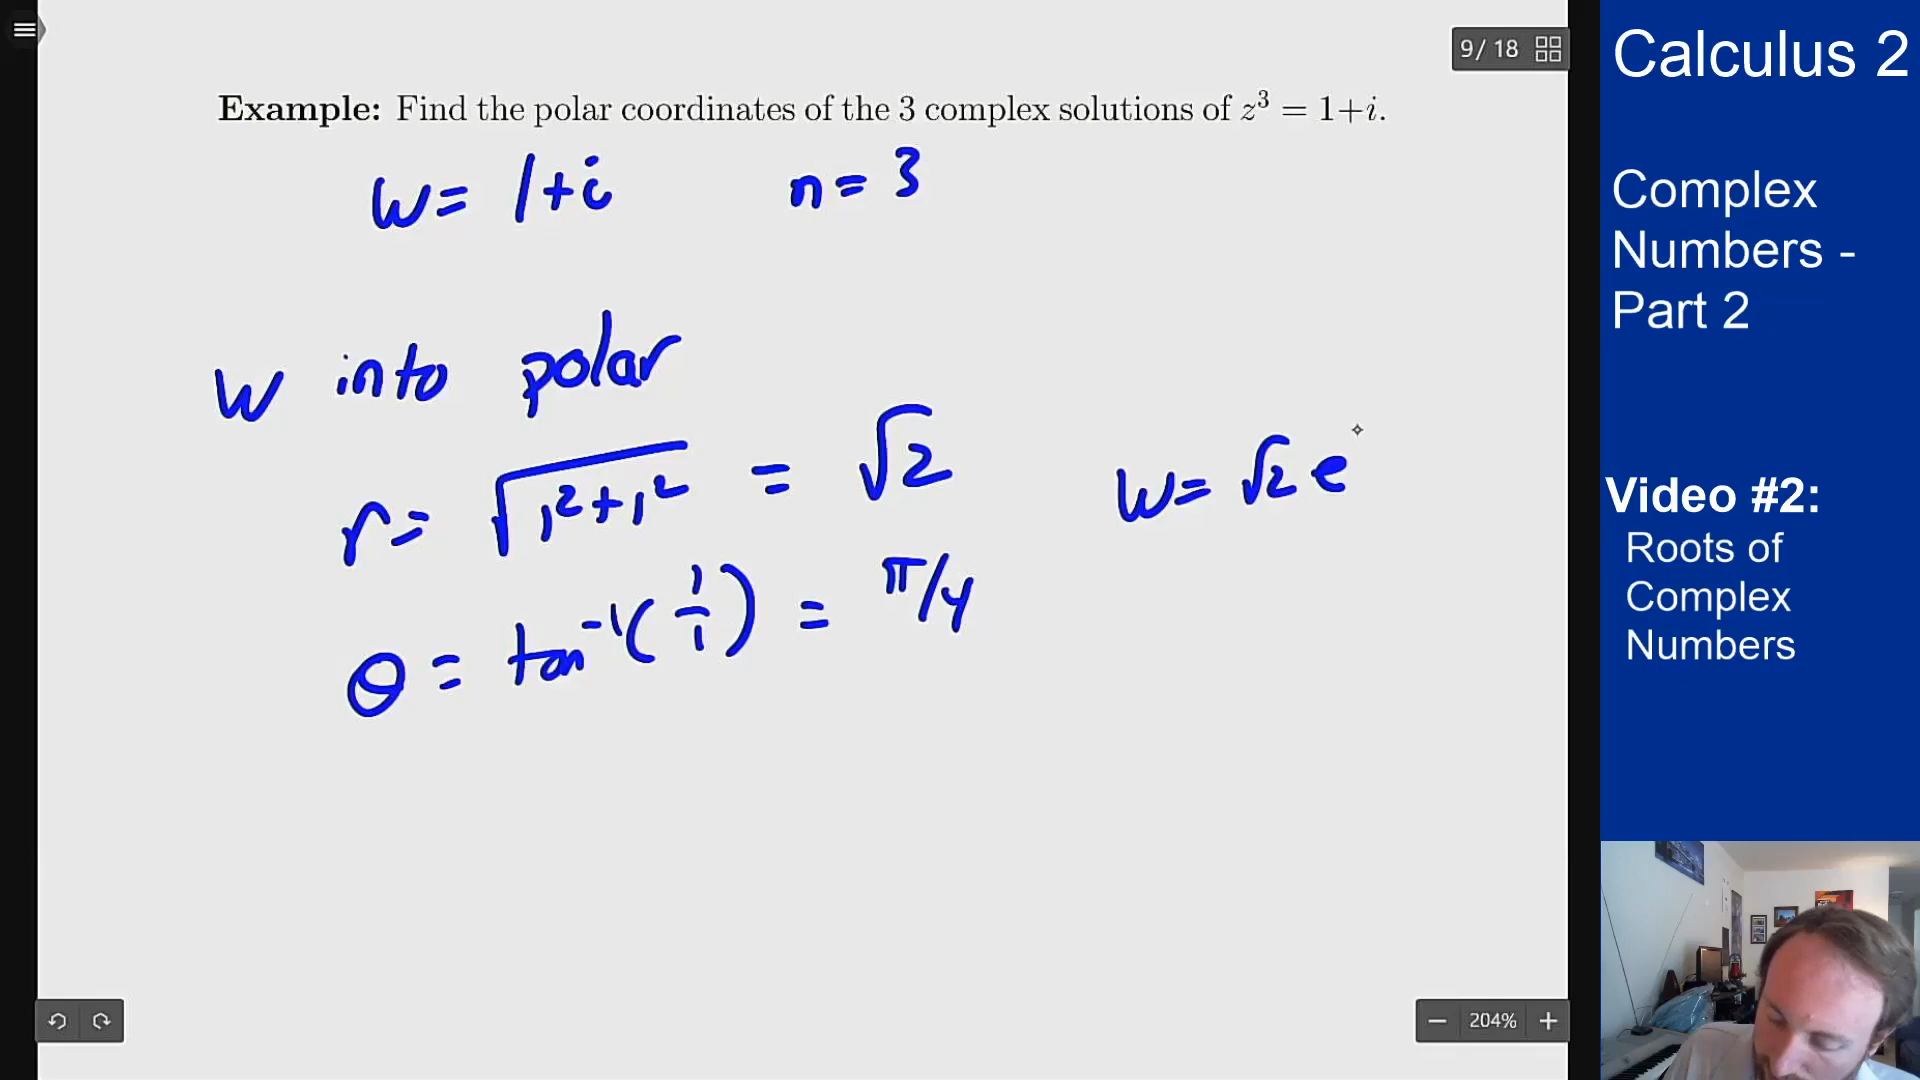 9/ 18
Example: Find the polar coordinates of the 3 complex solutions of z³ = 1+i.
w = 1+i n = 3
w into polar
r = √1²+1² = √2
w = √2 e
θ = tan⁻¹(1/1) = π/4
204%
Calculus 2
Complex
Numbers -
Part 2
Video #2:
Roots of
Complex
Numbers